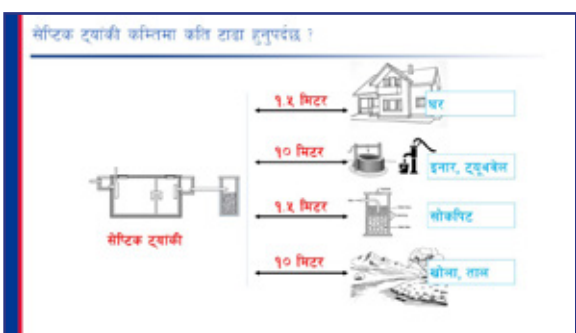 सेप्टिक ट्यांकी कम्तिमा कति टाढा हुनुपर्दछ ?
१.५ मिटर
घर
१० मिटर
इनार, ट्यूबवेल
१.५ मिटर
सोकपिट
सेप्टिक ट्यांकी
१० मिटर
खोला, ताल